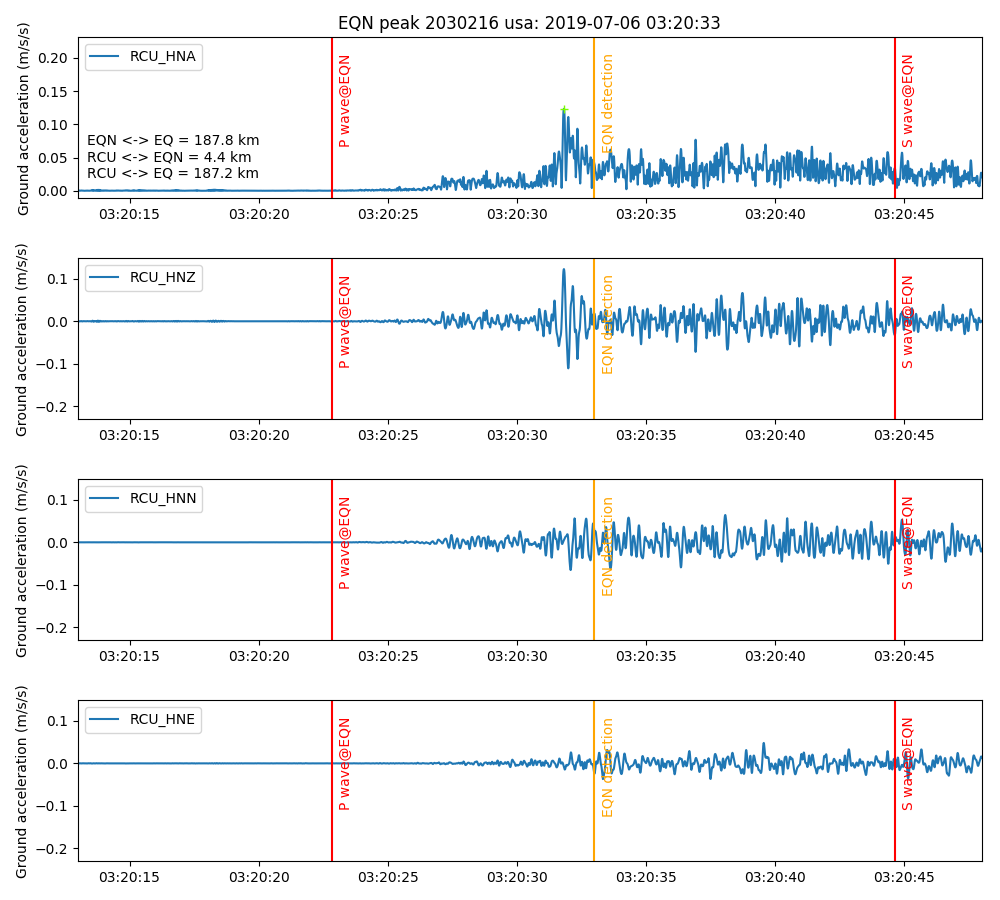 EQN peak 2030216 usa: 2019-07-06 03:20:33
Ground acceleration (m/s/s)
RCU_HNA
P wave@EQN
EQN detection
S wave@EQN
EQN <-> EQ = 187.8 km
RCU <-> EQN = 4.4 km
RCU <-> EQ = 187.2 km
0.20
0.15
0.10
0.05
0.00
03:20:15 03:20:20 03:20:25 03:20:30 03:20:35 03:20:40 03:20:45
Ground acceleration (m/s/s)
RCU_HNZ
P wave@EQN
EQN detection
S wave@EQN
0.1
0.0
−0.1
−0.2
03:20:15 03:20:20 03:20:25 03:20:30 03:20:35 03:20:40 03:20:45
Ground acceleration (m/s/s)
RCU_HNN
P wave@EQN
EQN detection
S wave@EQN
0.1
0.0
−0.1
−0.2
03:20:15 03:20:20 03:20:25 03:20:30 03:20:35 03:20:40 03:20:45
Ground acceleration (m/s/s)
RCU_HNE
P wave@EQN
EQN detection
S wave@EQN
0.1
0.0
−0.1
−0.2
03:20:15 03:20:20 03:20:25 03:20:30 03:20:35 03:20:40 03:20:45